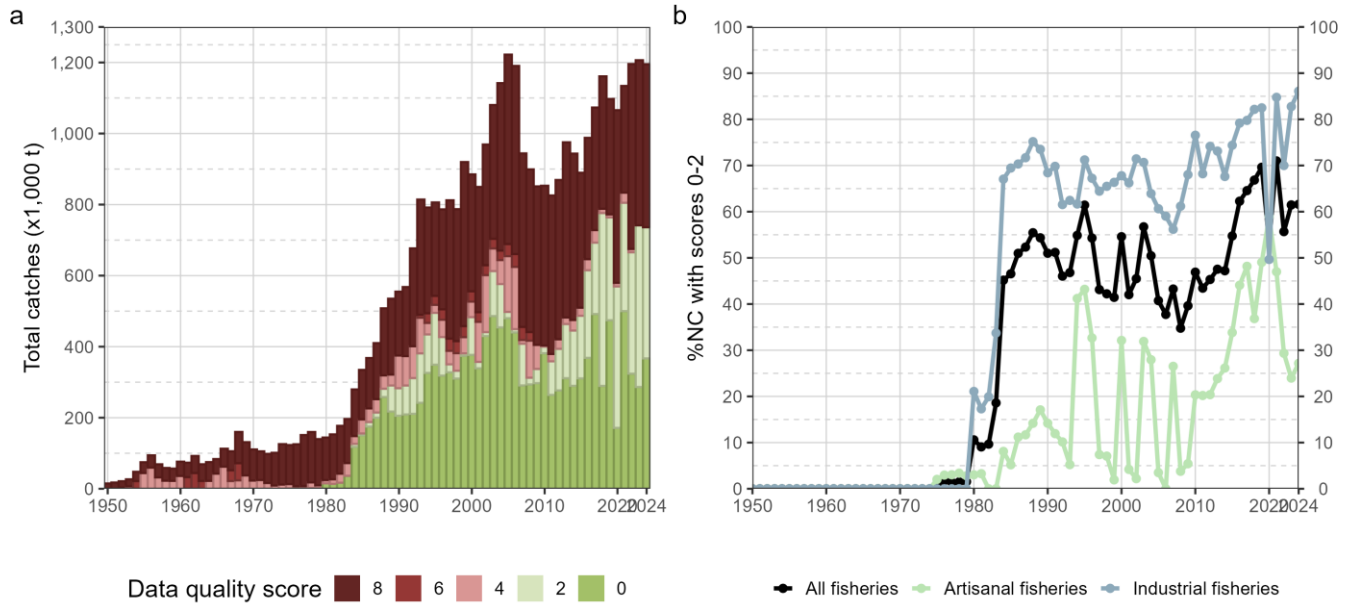 a
Total catches (x1,000 t)
1,300
1,200
1,000
800
600
400
200
0
1950 1960 1970 1980 1990 2000 2010 2020 2024
Data quality score 8 6 4 2 0
b
%NC with scores 0-2
100 100
90 90
80 80
70 70
60 60
50 50
40 40
30 30
20 20
10 10
0 0
1950 1960 1970 1980 1990 2000 2010 2020 2024
All fisheries Artisanal fisheries Industrial fisheries